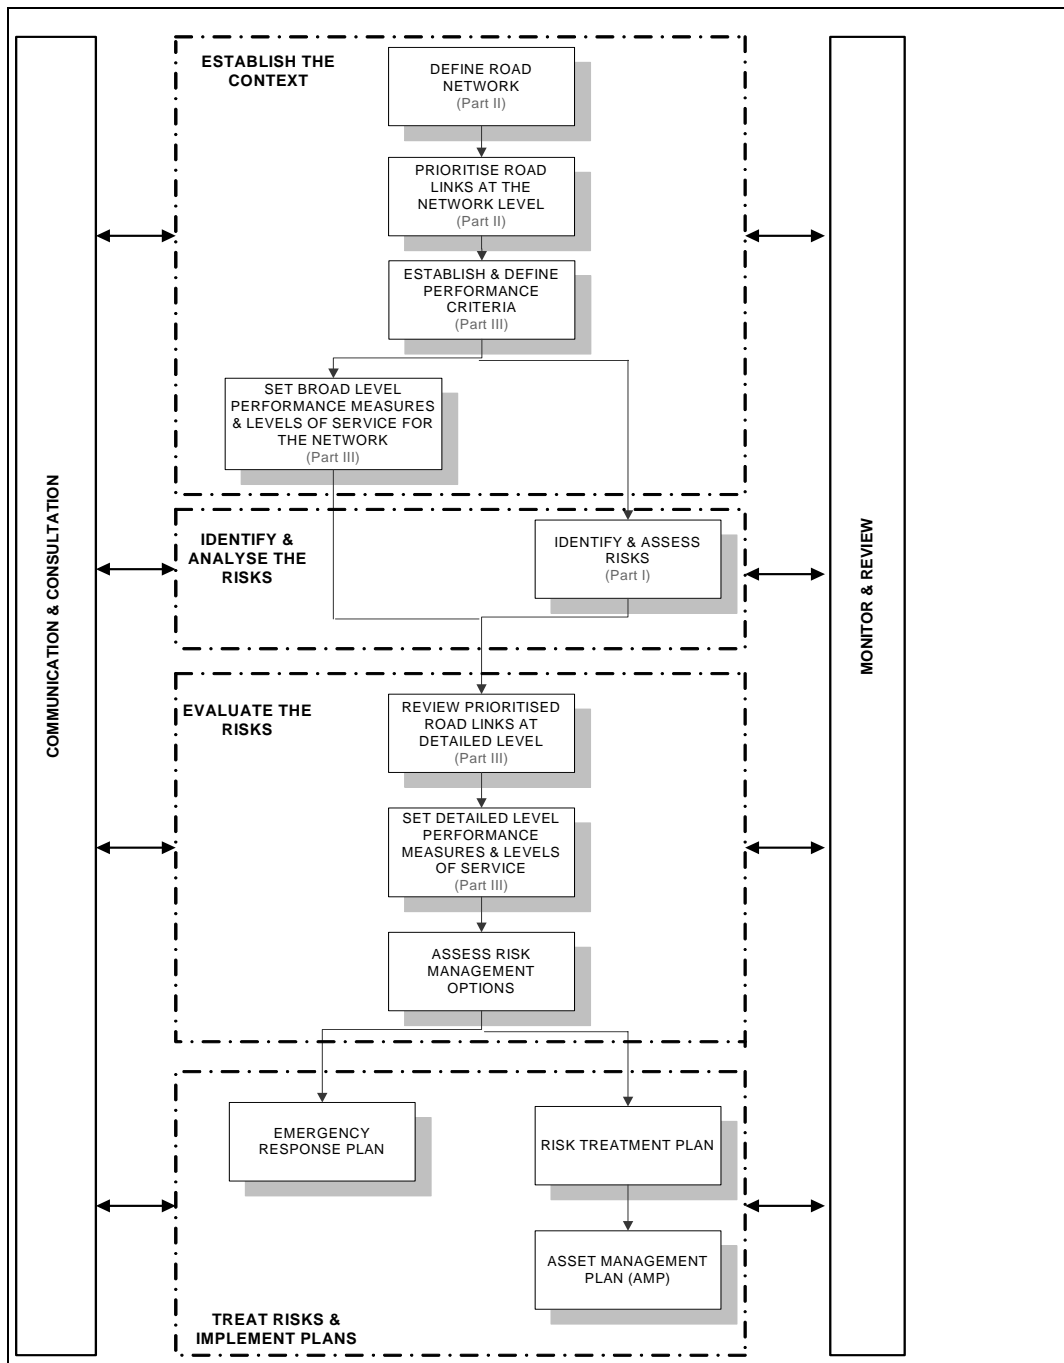 COMMUNICATION & CONSULTATION
ESTABLISH THE
CONTEXT
DEFINE ROAD
NETWORK
(Part II)
PRIORITISE ROAD
LINKS AT THE
NETWORK LEVEL
(Part II)
ESTABLISH & DEFINE
PERFORMANCE
CRITERIA
(Part III)
SET BROAD LEVEL
PERFORMANCE MEASURES
& LEVELS OF SERVICE FOR
THE NETWORK
(Part III)
IDENTIFY &
ANALYSE THE
RISKS
IDENTIFY & ASSESS
RISKS
(Part I)
EVALUATE THE
RISKS
REVIEW PRIORITISED
ROAD LINKS AT
DETAILED LEVEL
(Part III)
SET DETAILED LEVEL
PERFORMANCE
MEASURES & LEVELS
OF SERVICE
(Part III)
ASSESS RISK
MANAGEMENT
OPTIONS
EMERGENCY
RESPONSE PLAN
RISK TREATMENT PLAN
ASSET MANAGEMENT
PLAN (AMP)
TREAT RISKS &
IMPLEMENT PLANS
MONITOR & REVIEW